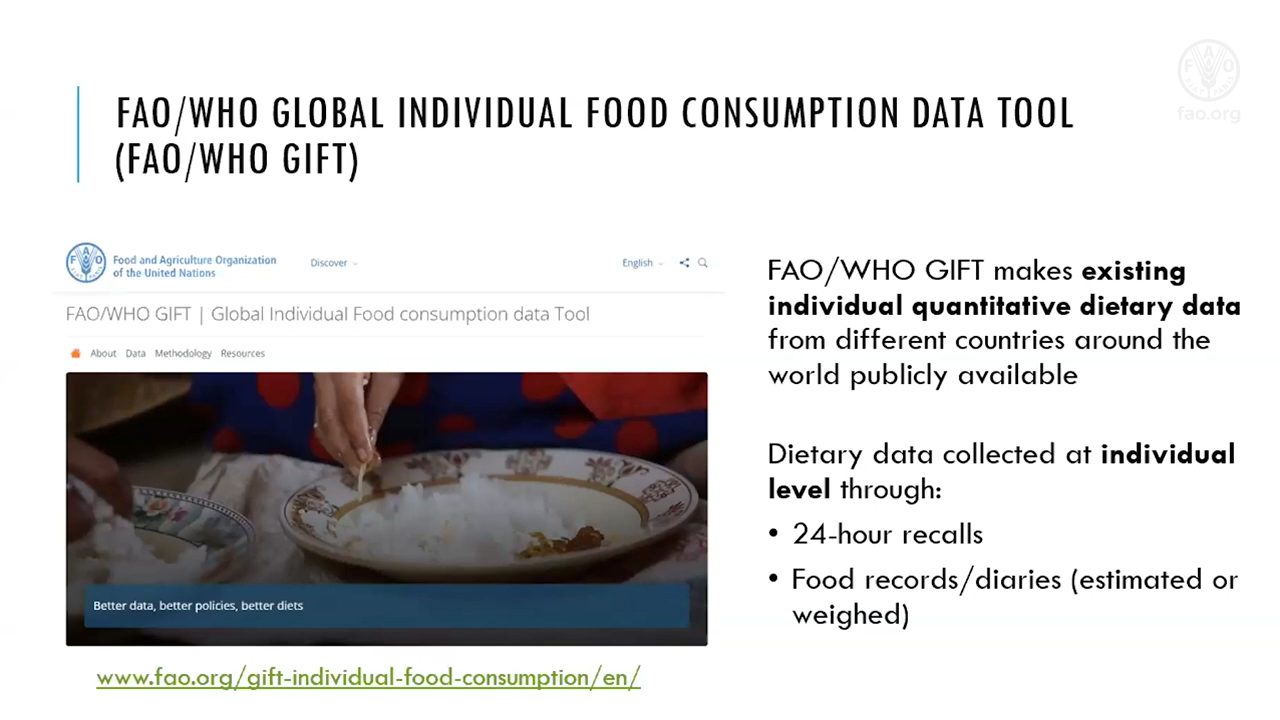 FAO
FIAT PANIS
fao.org
FAO/WHO GLOBAL INDIVIDUAL FOOD CONSUMPTION DATA TOOL
(FAO/WHO GIFT)
Food and Agriculture Organization
of the United Nations
Discover
English
FAO/WHO GIFT | Global Individual Food consumption data Tool
About Data Methodology Resources
Better data, better policies, better diets
www.fao.org/gift-individual-food-consumption/en/
FAO/WHO GIFT makes existing
individual quantitative dietary data
from different countries around the
world publicly available
Dietary data collected at individual
level through:
• 24-hour recalls
• Food records/diaries (estimated or
weighed)